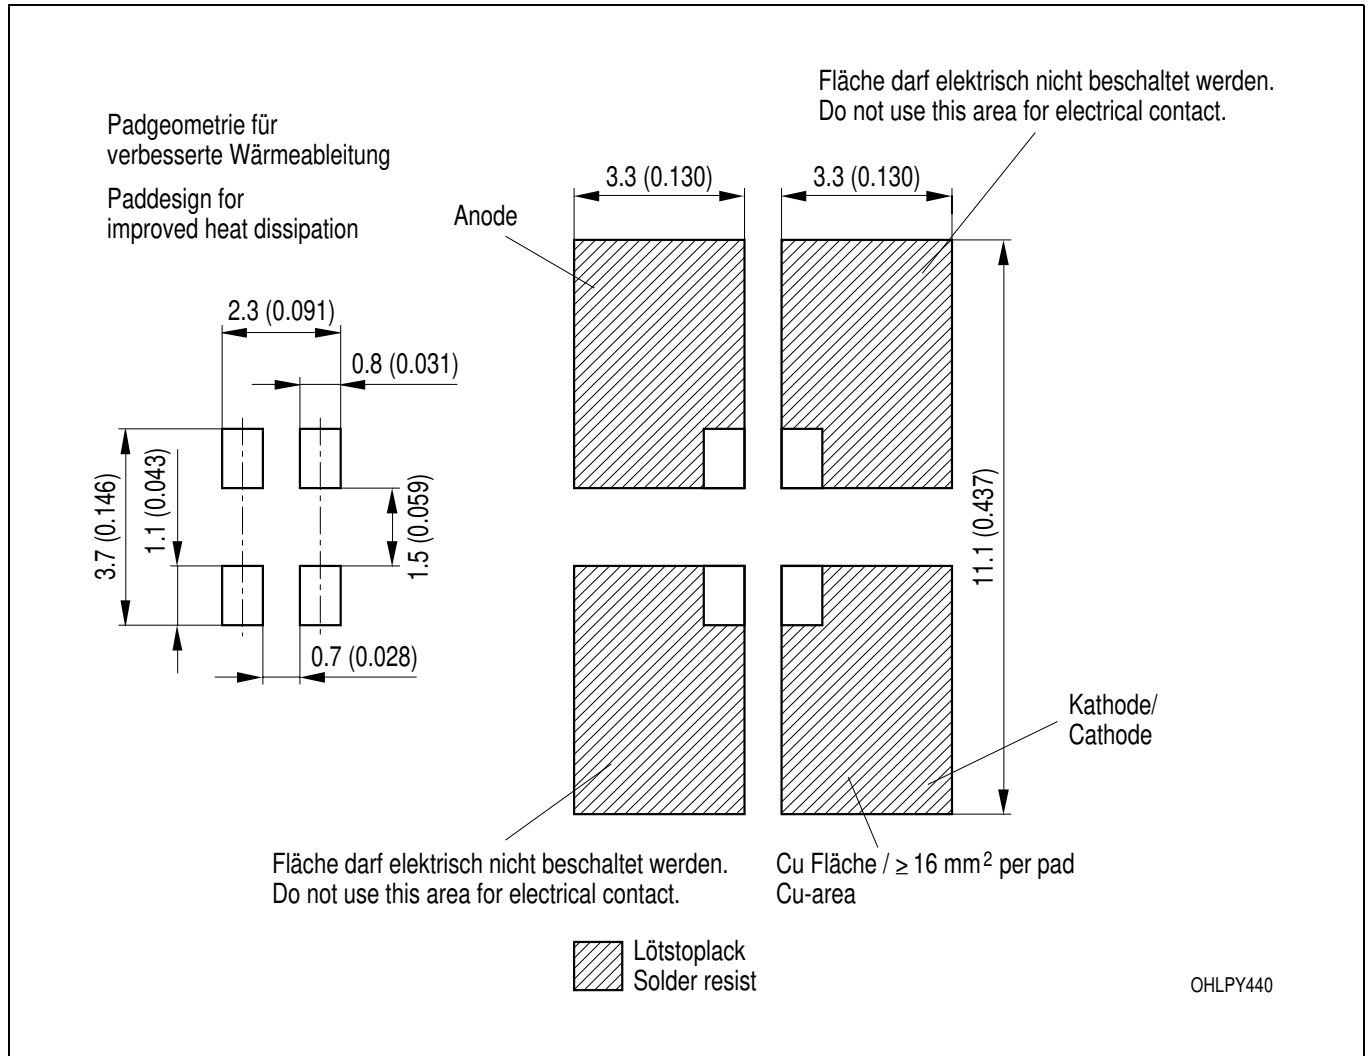 Fläche darf elektrisch nicht beschaltet werden.
Do not use this area for electrical contact.
Padgeometrie für
verbesserte Wärmeableitung
Paddesign for
improved heat dissipation
3.3 (0.130)
3.3 (0.130)
Anode
2.3 (0.091)
0.8 (0.031)
3.7 (0.146)
1.1 (0.043)
1.5 (0.059)
11.1 (0.437)
0.7 (0.028)
Kathode/
Cathode
Fläche darf elektrisch nicht beschaltet werden.
Do not use this area for electrical contact.
Cu Fläche / ≥ 16 mm² per pad
Cu-area
Lötstoplack
Solder resist
OHLPY440